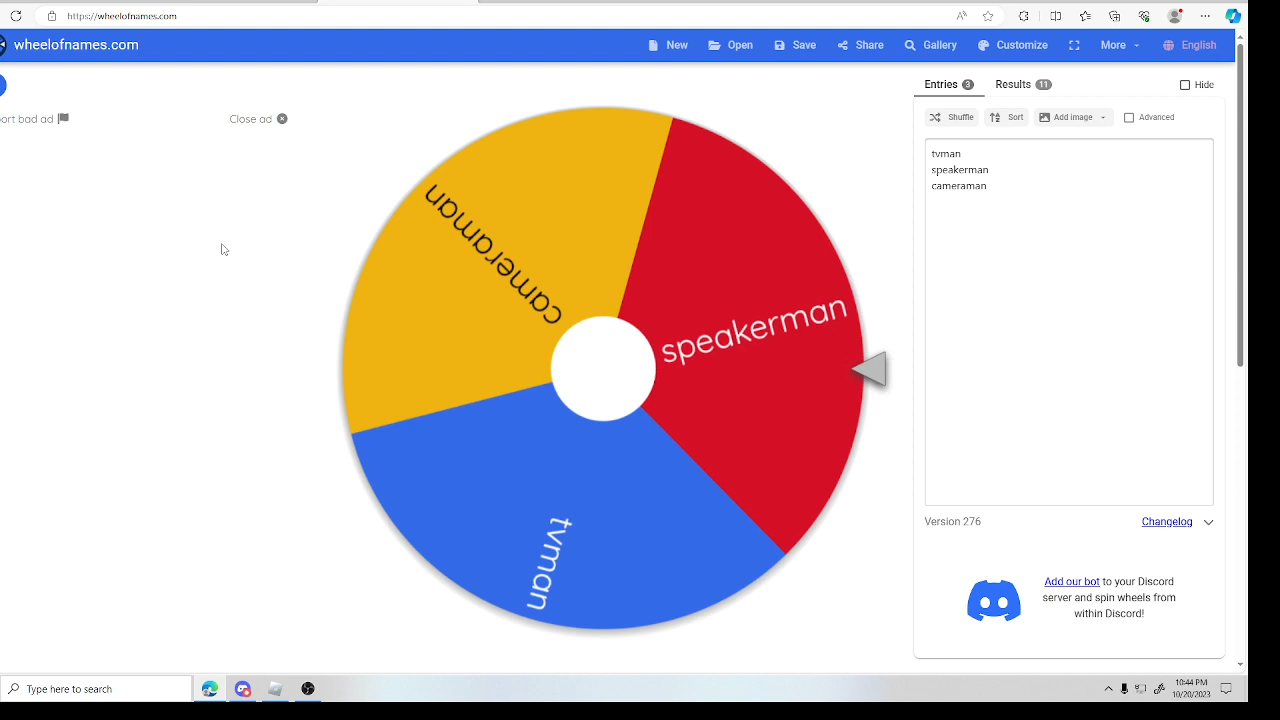 https://wheelofnames.com
wheelofnames.com
New
Open
Save
Share
Gallery
Customize
More
English
Entries 3
Results 11
Hide
ort bad ad
Close ad
Shuffle
Sort
Add image
Advanced
tvman
speakerman
cameraman
cameraman
speakerman
tvman
Version 276
Changelog
Add our bot to your Discord
server and spin wheels from
within Discord!
Type here to search
10:44 PM
10/20/2023